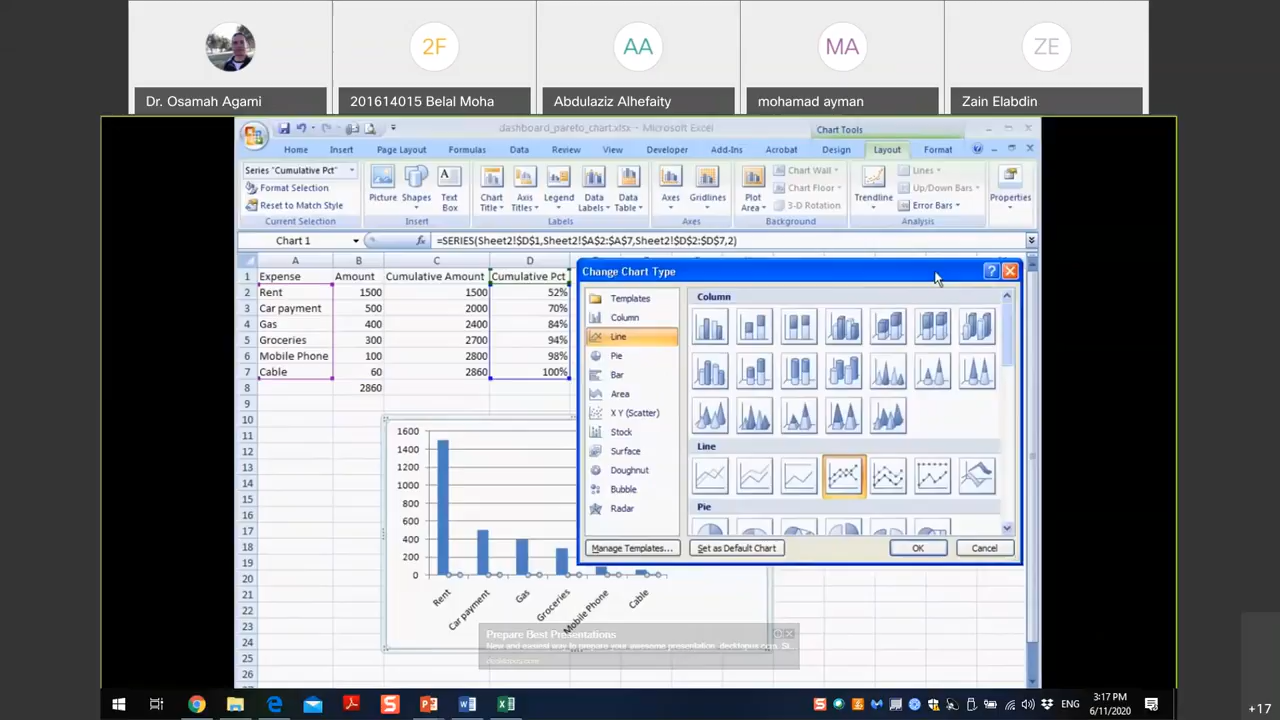 2F
AA
MA
ZE
Dr. Osamah Agami
201614015 Belal Moha
Abdulaziz Alhefaity
mohamad ayman
Zain Elabdin
dashboard_pareto_chart.xlsx - Microsoft Excel
Chart Tools
Home Insert Page Layout Formulas Data Review View Developer Add-Ins Acrobat Design Layout Format
Series "Cumulative Pct"
Format Selection
Reset to Match Style
Current Selection
Picture Shapes Text Box
Insert
Chart Title Axis Titles Legend Data Labels Data Table
Labels
Axes Gridlines
Axes
Plot Area
Chart Wall
Chart Floor
3-D Rotation
Background
Trendline
Lines
Up/Down Bars
Error Bars
Analysis
Properties
Chart 1
fx
=SERIES(Sheet2!$D$1,Sheet2!$A$2:$A$7,Sheet2!$D$2:$D$7,2)
A B C D
1 Expense Amount Cumulative Amount Cumulative Pct
2 Rent 1500 1500 52%
3 Car payment 500 2000 70%
4 Gas 400 2400 84%
5 Groceries 300 2700 94%
6 Mobile Phone 100 2800 98%
7 Cable 60 2860 100%
8 2860
9
10
11
12
13
14
15
16
17
18
19
20
21
22
23
24
25
26
1600
1400
1200
1000
800
600
400
200
0
Rent
Car payment
Gas
Groceries
Mobile Phone
Cable
Change Chart Type
Templates
Column
Line
Pie
Bar
Area
X Y (Scatter)
Stock
Surface
Doughnut
Bubble
Radar
Column
Line
Pie
Manage Templates...
Set as Default Chart
OK
Cancel
Prepare Best Presentations
New and easiest way to prepare your awesome presentation.
ENG
3:17 PM
6/11/2020
+17